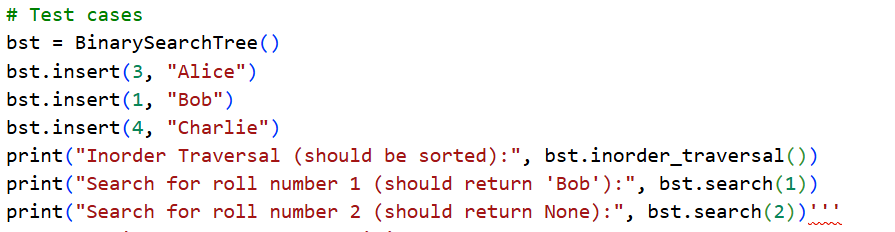 # Test cases
bst = BinarySearchTree()
bst.insert(3, "Alice")
bst.insert(1, "Bob")
bst.insert(4, "Charlie")
print("Inorder Traversal (should be sorted):", bst.inorder_traversal())
print("Search for roll number 1 (should return 'Bob'):", bst.search(1))
print("Search for roll number 2 (should return None):", bst.search(2))'''